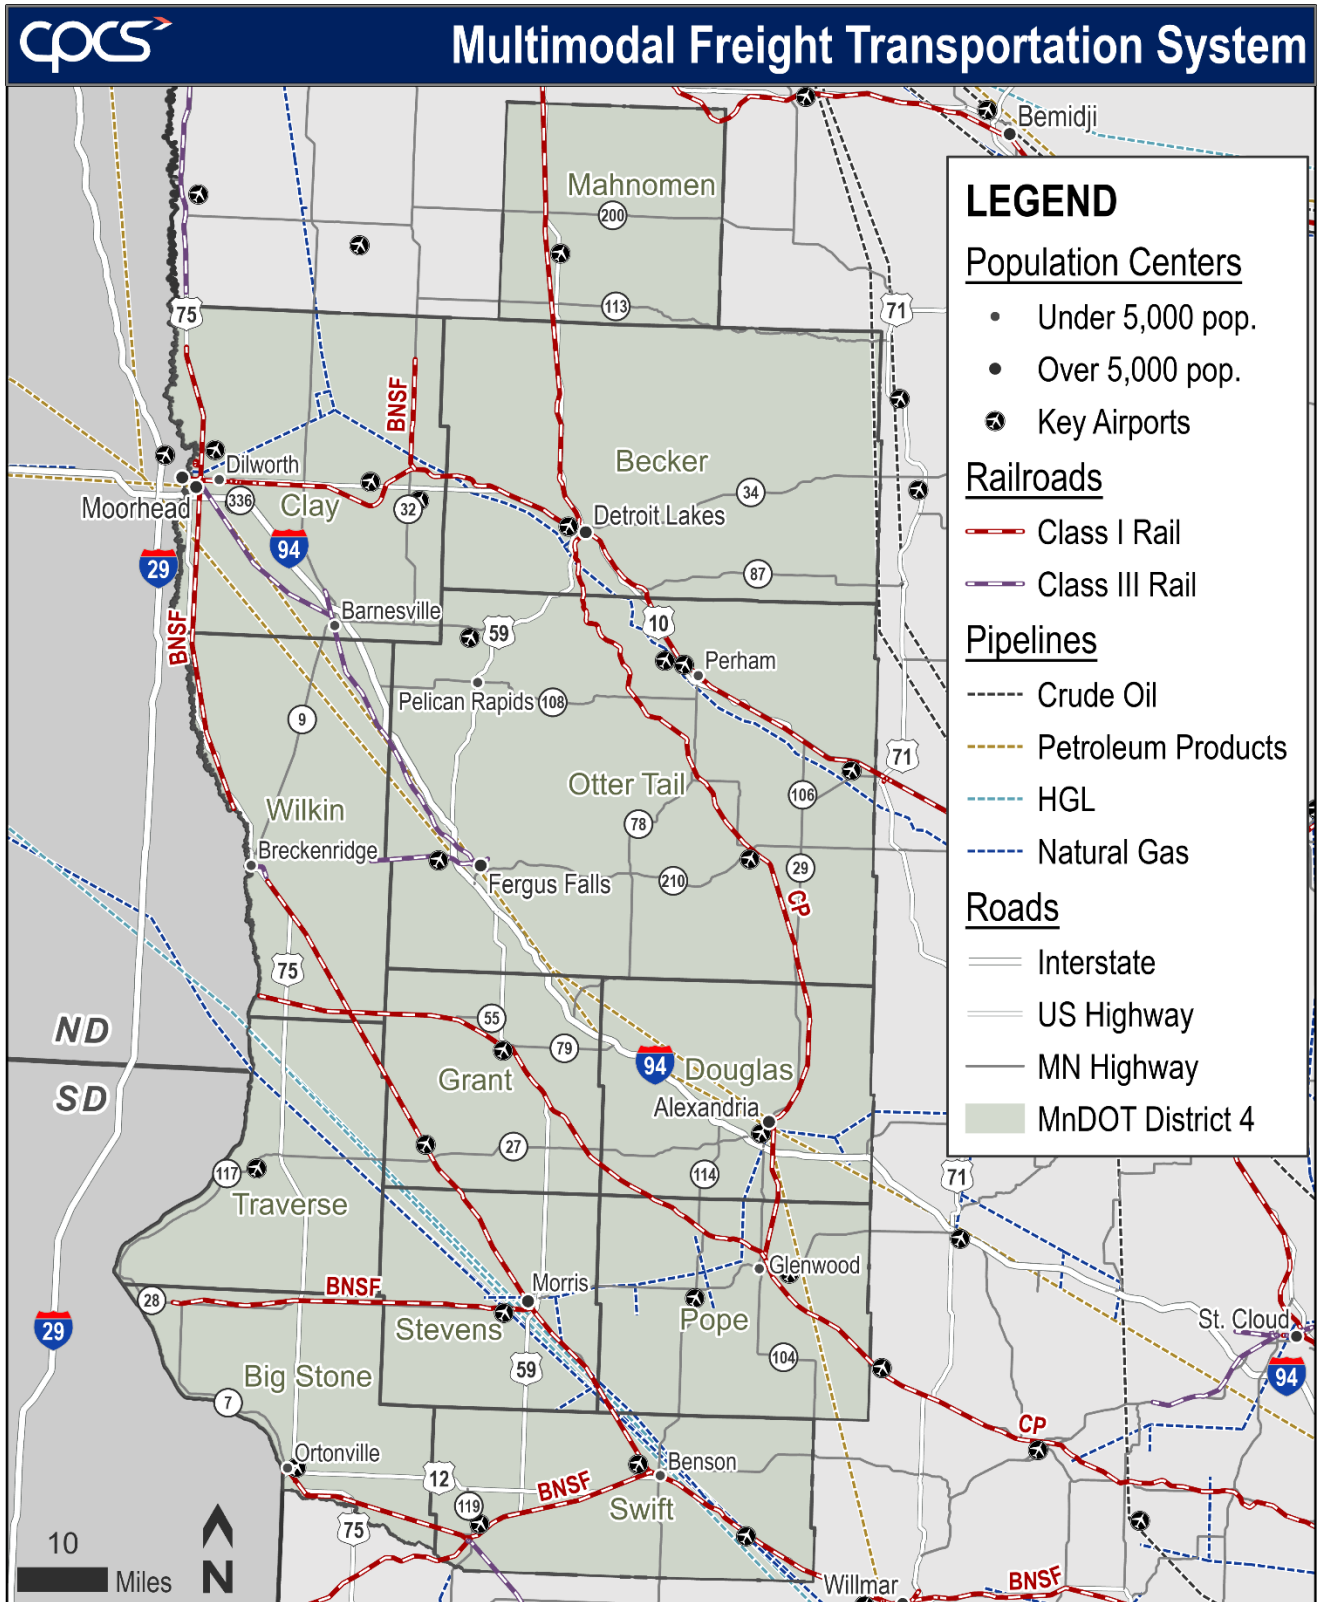 cpcs
Multimodal Freight Transportation System
Bemidji
LEGEND
Population Centers
Under 5,000 pop.
Over 5,000 pop.
Key Airports
Railroads
Class I Rail
Class III Rail
Pipelines
Crude Oil
Petroleum Products
HGL
Natural Gas
Roads
Interstate
US Highway
MN Highway
MnDOT District 4
Mahnomen
200
113
75
71
BNSF
Becker
Dilworth
336
Clay
32
34
Moorhead
Detroit Lakes
94
29
87
BNSF
Barnesville
59
10
Perham
Pelican Rapids
108
9
71
Otter Tail
106
Wilkin
78
Breckenridge
Fergus Falls
210
29
CP
75
55
79
ND
SD
Grant
94
Douglas
Alexandria
27
117
114
71
Traverse
Glenwood
Morris
BNSF
28
Stevens
Pope
29
St. Cloud
94
59
104
Big Stone
7
CP
Ortonville
12
Benson
BNSF
119
Swift
75
10
Miles
N
Willmar
BNSF